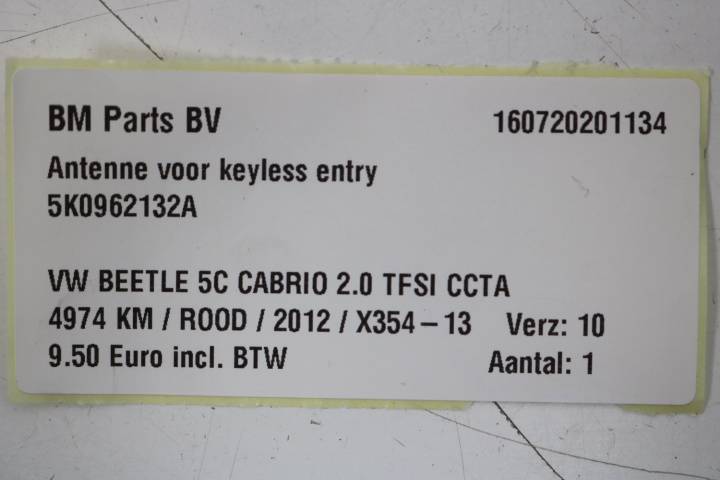 BM Parts BV 160720201134
Antenne voor keyless entry
5K0962132A
VW BEETLE 5C CABRIO 2.0 TFSI CCTA
4974 KM / ROOD / 2012 / X354-13 Verz: 10
9.50 Euro incl. BTW Aantal: 1